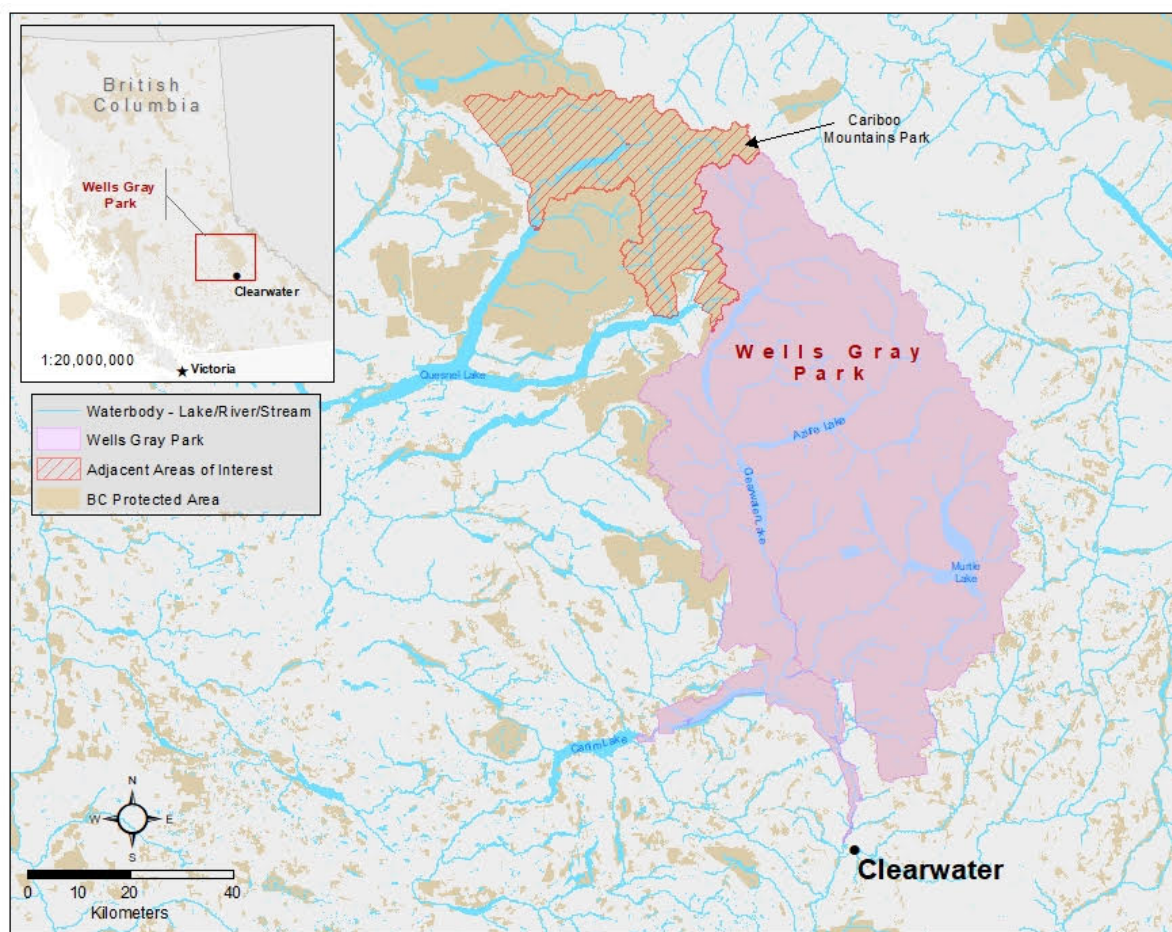 British
Columbia
Wells Gray
Park
Clearwater
1:20,000,000
Victoria
Waterbody - Lake/River/Stream
Wells Gray Park
Adjacent Areas of Interest
BC Protected Area
Cariboo
Mountains Park
Wells Gray
Park
Quesnel Lake
Azure Lake
Clearwater Lake
Murtle
Lake
Canim Lake
Clearwater
N
W E
S
0 10 20 40
Kilometers